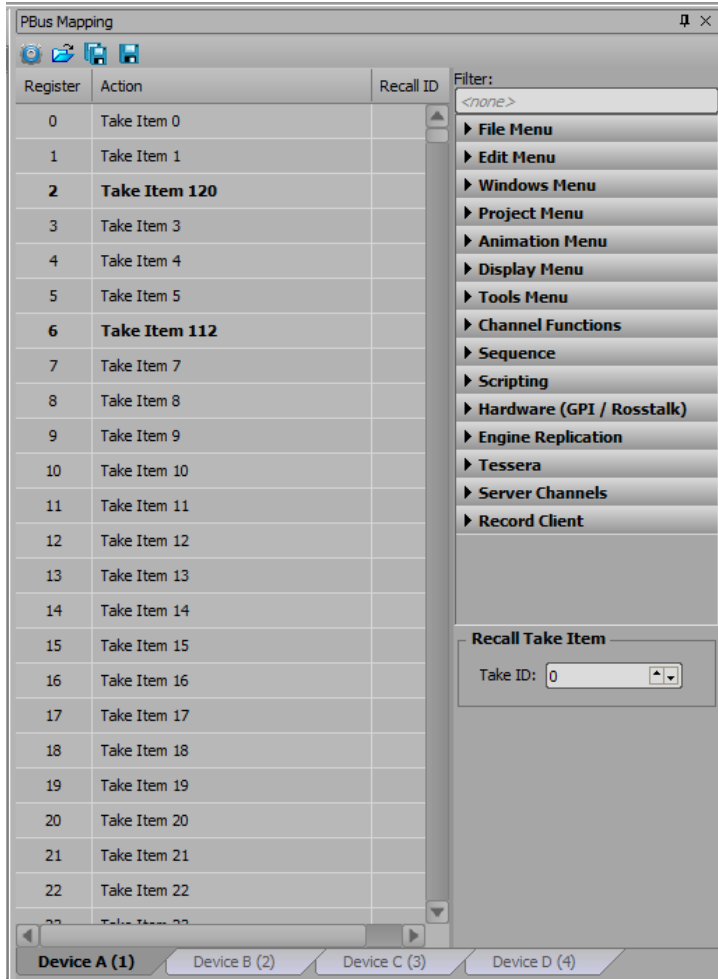 PBus Mapping
Register Action Recall ID
0 Take Item 0
1 Take Item 1
2 Take Item 120
3 Take Item 3
4 Take Item 4
5 Take Item 5
6 Take Item 112
7 Take Item 7
8 Take Item 8
9 Take Item 9
10 Take Item 10
11 Take Item 11
12 Take Item 12
13 Take Item 13
14 Take Item 14
15 Take Item 15
16 Take Item 16
17 Take Item 17
18 Take Item 18
19 Take Item 19
20 Take Item 20
21 Take Item 21
22 Take Item 22
23 Take Item 23
Filter:
<none>
File Menu
Edit Menu
Windows Menu
Project Menu
Animation Menu
Display Menu
Tools Menu
Channel Functions
Sequence
Scripting
Hardware (GPI / Rosstalk)
Engine Replication
Tessera
Server Channels
Record Client
Recall Take Item
Take ID: 0
Device A (1) Device B (2) Device C (3) Device D (4)